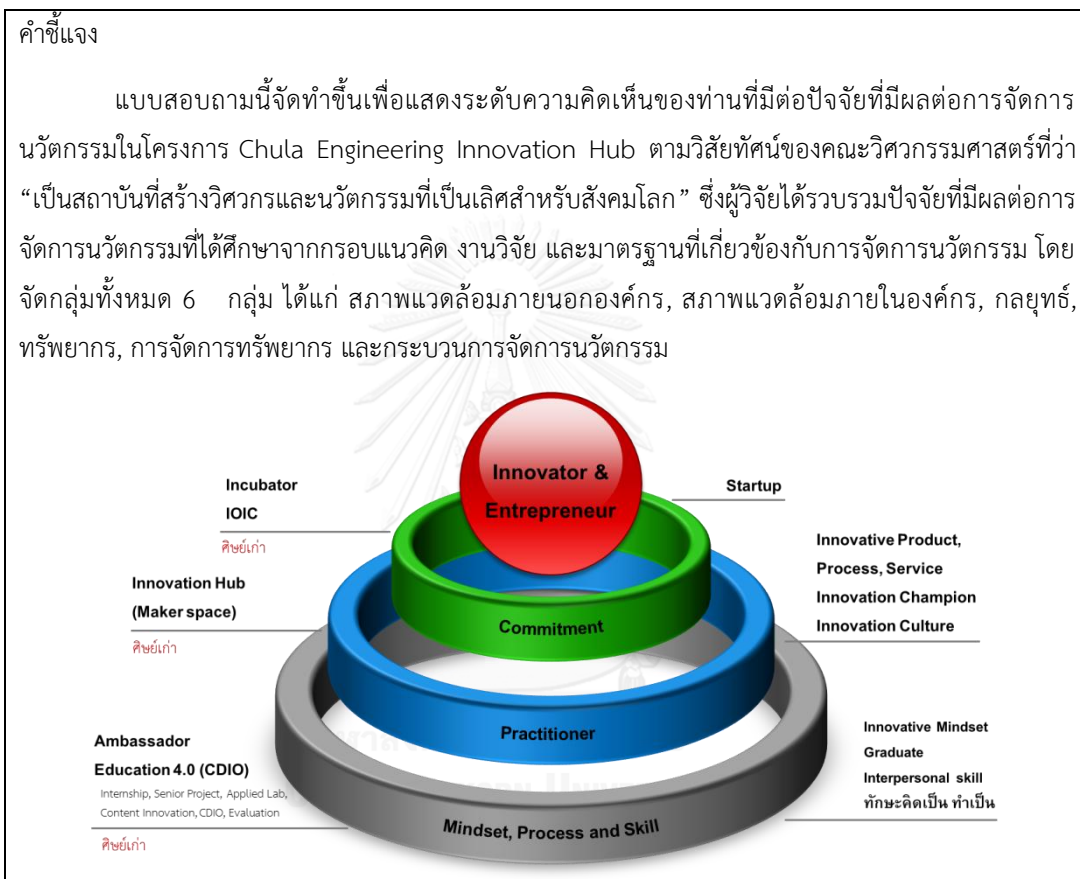 คำชี้แจง
แบบสอบถามนี้จัดทำขึ้นเพื่อแสดงระดับความคิดเห็นของท่านที่มีต่อปัจจัยที่มีผลต่อการจัดการ
นวัตกรรมในโครงการ Chula Engineering Innovation Hub ตามวิสัยทัศน์ของคณะวิศวกรรมศาสตร์ที่ว่า
“เป็นสถาบันที่สร้างวิศวกรและนวัตกรรมที่เป็นเลิศสำหรับสังคมโลก” ซึ่งผู้วิจัยได้รวบรวมปัจจัยที่มีผลต่อการ
จัดการนวัตกรรมที่ได้ศึกษาจากกรอบแนวคิด งานวิจัย และมาตรฐานที่เกี่ยวข้องกับการจัดการนวัตกรรม โดย
จัดกลุ่มทั้งหมด 6 กลุ่ม ได้แก่ สภาพแวดล้อมภายนอกองค์กร, สภาพแวดล้อมภายในองค์กร, กลยุทธ์,
ทรัพยากร, การจัดการทรัพยากร และกระบวนการจัดการนวัตกรรม
Innovator &
Entrepreneur
Incubator
IOIC
ศิษย์เก่า
Startup
Commitment
Innovation Hub
(Maker space)
ศิษย์เก่า
Innovative Product,
Process, Service
Innovation Champion
Innovation Culture
Practitioner
Ambassador
Education 4.0 (CDIO)
Internship, Senior Project, Applied Lab,
Content Innovation, CDIO, Evaluation
ศิษย์เก่า
Innovative Mindset
Graduate
Interpersonal skill
ทักษะคิดเป็น ทำเป็น
Mindset, Process and Skill